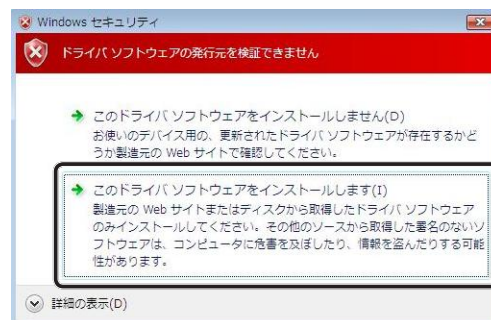 Windows セキュリティ
ドライバ ソフトウェアの発行元を検証できません
このドライバ ソフトウェアをインストールしません(D)
お使いのデバイス用の、更新されたドライバ ソフトウェアが存在するかど
うか製造元の Web サイトで確認してください。
このドライバ ソフトウェアをインストールします(I)
製造元の Web サイトまたはディスクから取得したドライバ ソフトウェア
のみインストールしてください。その他のソースから取得した署名のないソ
フトウェアは、コンピュータに危害を及ぼしたり、情報を盗んだりする可能
性があります。
詳細の表示(D)